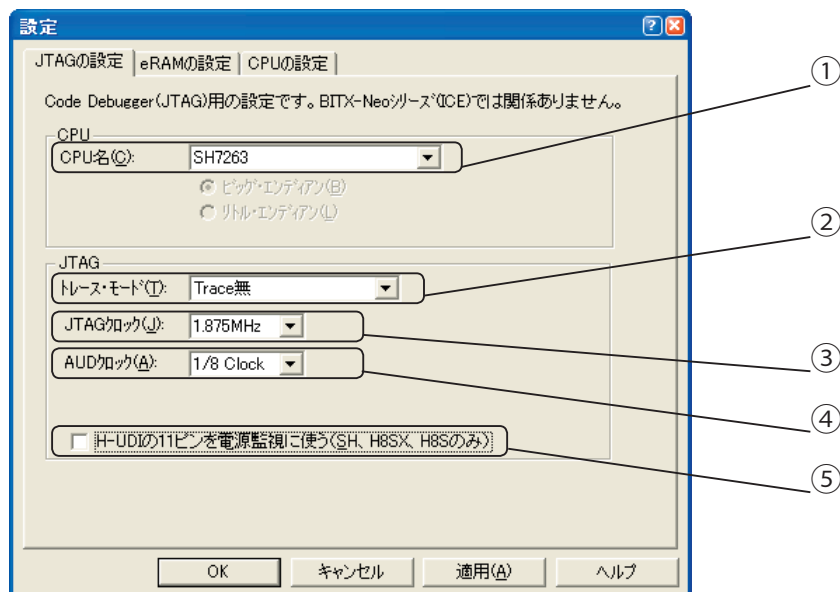 設定
JTAGの設定 eRAMの設定 CPUの設定
Code Debugger(JTAG)用の設定です。BITX-Neoシリーズ(ICE)では関係ありません。
①
CPU
CPU名(C): SH7263
ビッグ・エンディアン(B)
リトル・エンディアン(L)
②
JTAG
トレース・モード(T): Trace無
JTAGクロック(J): 1.875MHz
③
AUDクロック(A): 1/8 Clock
④
H-UDIの11ピンを電源監視に使う(SH、H8SX、H8Sのみ)
⑤
OK キャンセル 適用(A) ヘルプ